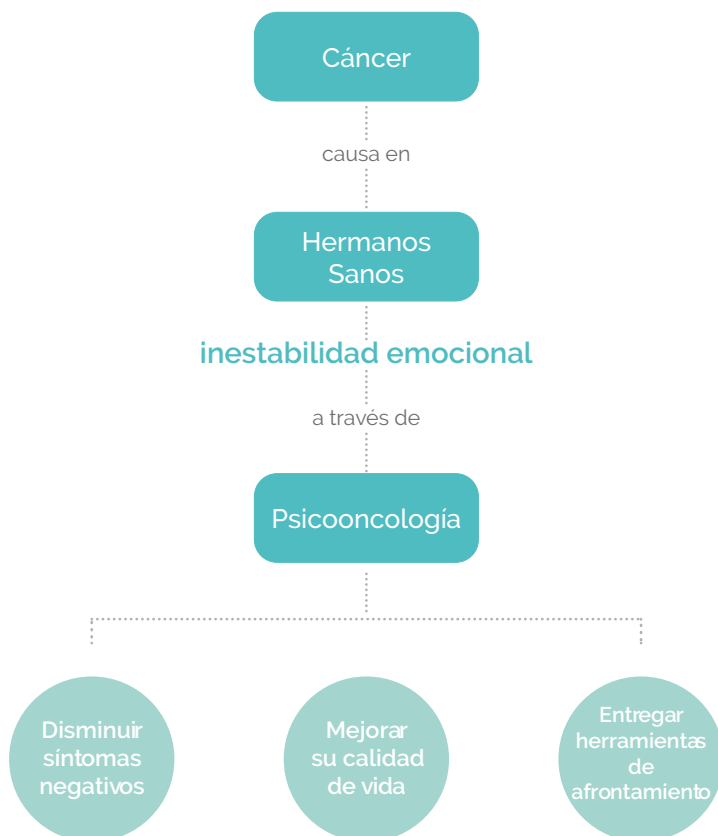 Cáncer
causa en
Hermanos
Sanos
inestabilidad emocional
a través de
Psicooncología
Disminuir
síntomas
negativos
Mejorar
su calidad
de vida
Entregar
herramientas
de
afrontamiento